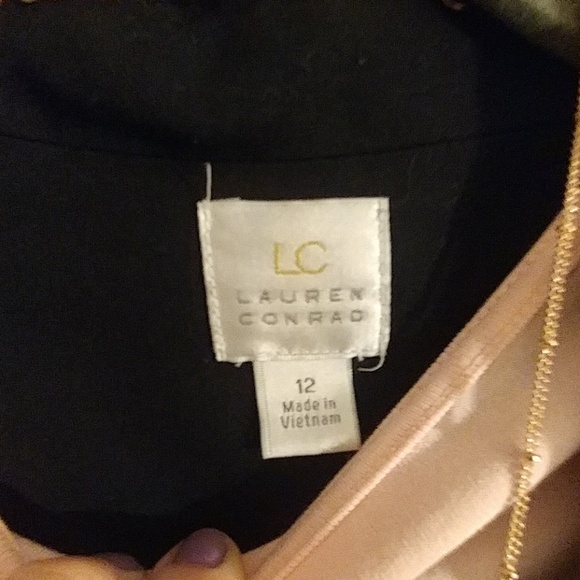 LC
LAUREN
CONRAD
12
Made in
Vietnam